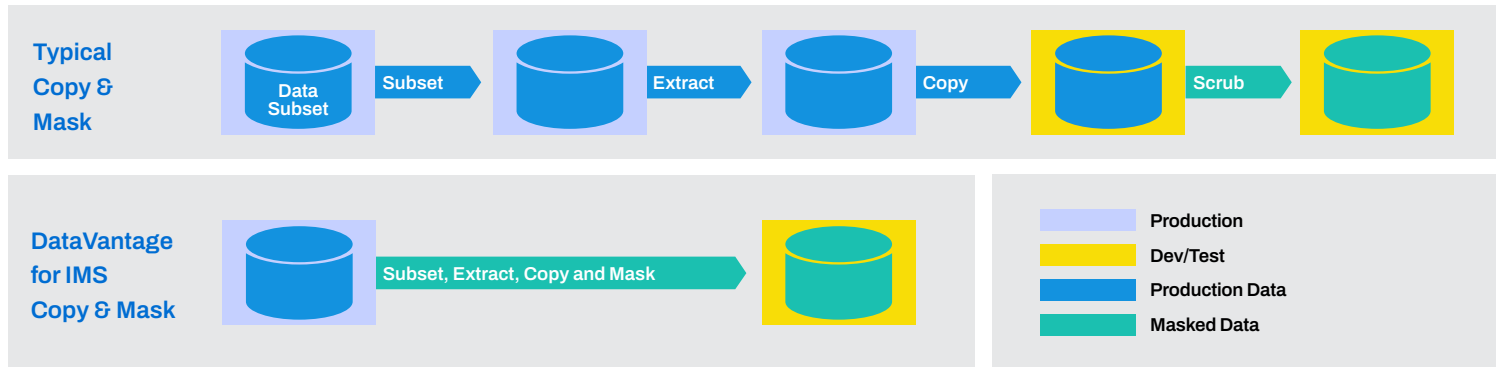 Typical
Copy &
Mask
Data
Subset
Subset
Extract
Copy
Scrub
DataVantage
for IMS
Copy & Mask
Subset, Extract, Copy and Mask
Production
Dev/Test
Production Data
Masked Data